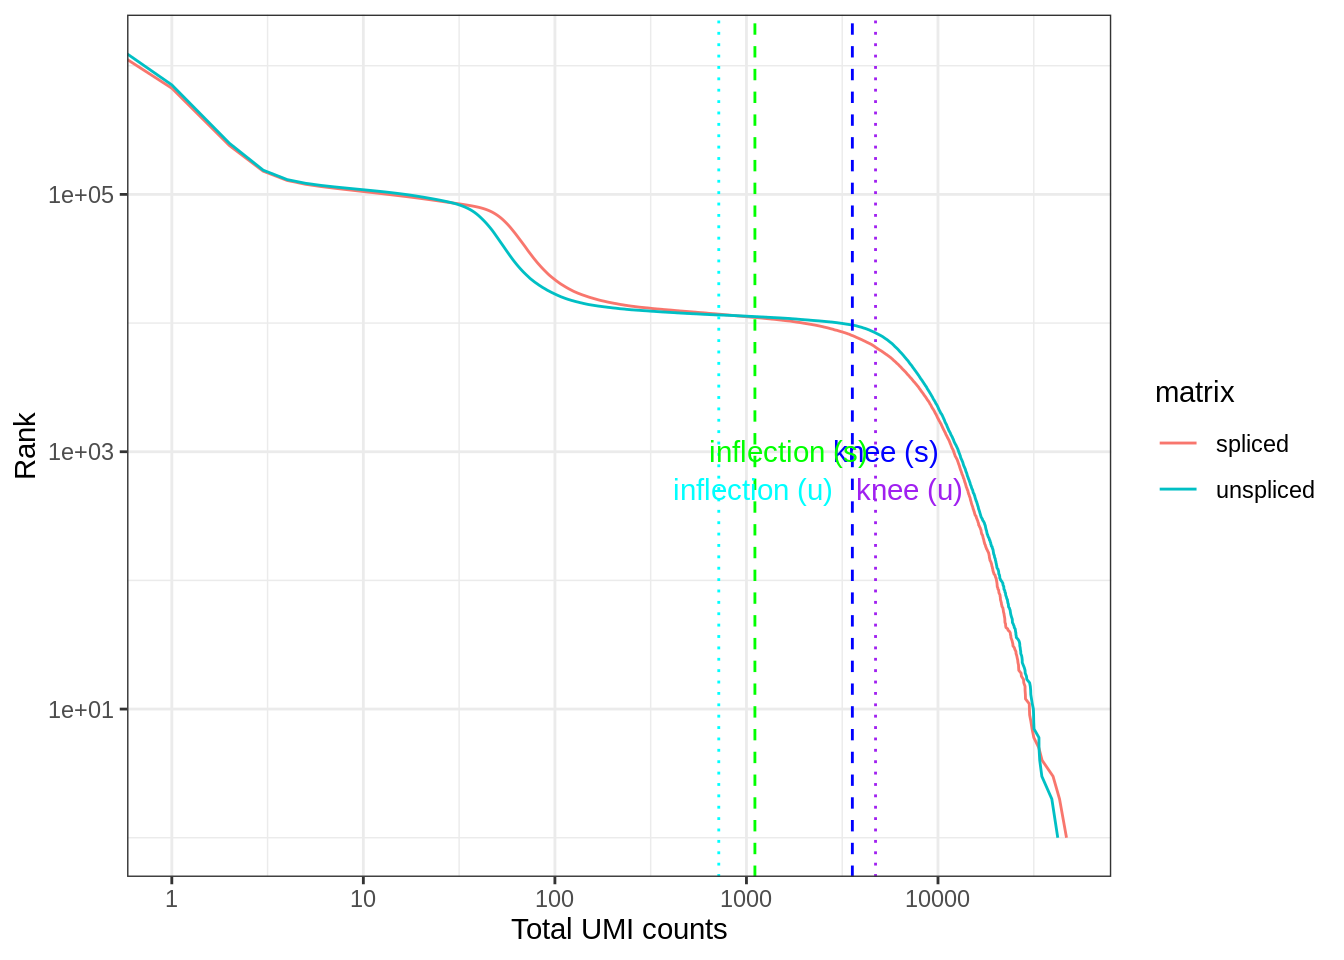 1e+05
1e+03
1e+01
Rank
inflection (s)
knee (s)
inflection (u)
knee (u)
1
10
100
1000
10000
Total UMI counts
matrix
spliced
unspliced